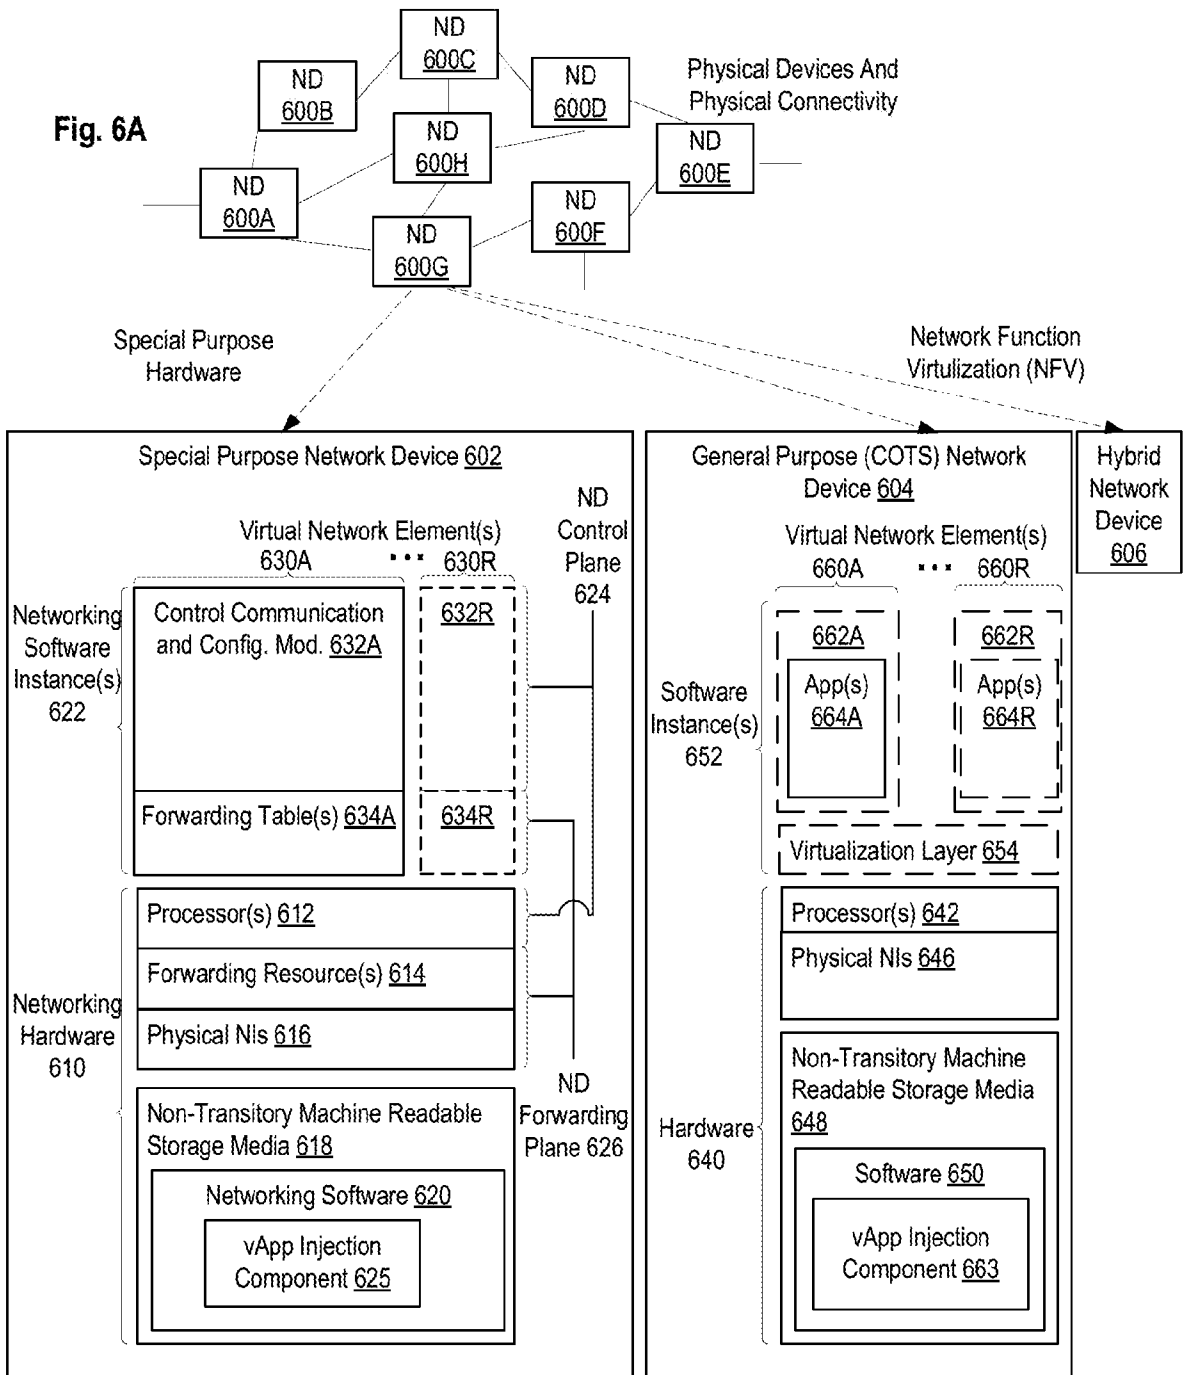 Fig. 6A
ND
600A
ND
600B
ND
600C
ND
600D
ND
600H
ND
600E
ND
600F
ND
600G
Physical Devices And
Physical Connectivity
Special Purpose
Hardware
Network Function
Virtulization (NFV)
Special Purpose Network Device 602
ND
Control
Plane
624
Virtual Network Element(s)
630A
...
630R
Networking
Software
Instance(s)
622
Control Communication
and Config. Mod. 632A
632R
Forwarding Table(s) 634A
634R
Networking
Hardware
610
Processor(s) 612
Forwarding Resource(s) 614
Physical NIs 616
ND
Forwarding
Plane 626
Non-Transitory Machine Readable
Storage Media 618
Networking Software 620
vApp Injection
Component 625
General Purpose (COTS) Network
Device 604
Virtual Network Element(s)
660A
...
660R
Software
Instance(s)
652
662A
App(s)
664A
662R
App(s)
664R
Virtualization Layer 654
Hardware
640
Processor(s) 642
Physical NIs 646
Non-Transitory Machine
Readable Storage Media
648
Software 650
vApp Injection
Component 663
Hybrid
Network
Device
606